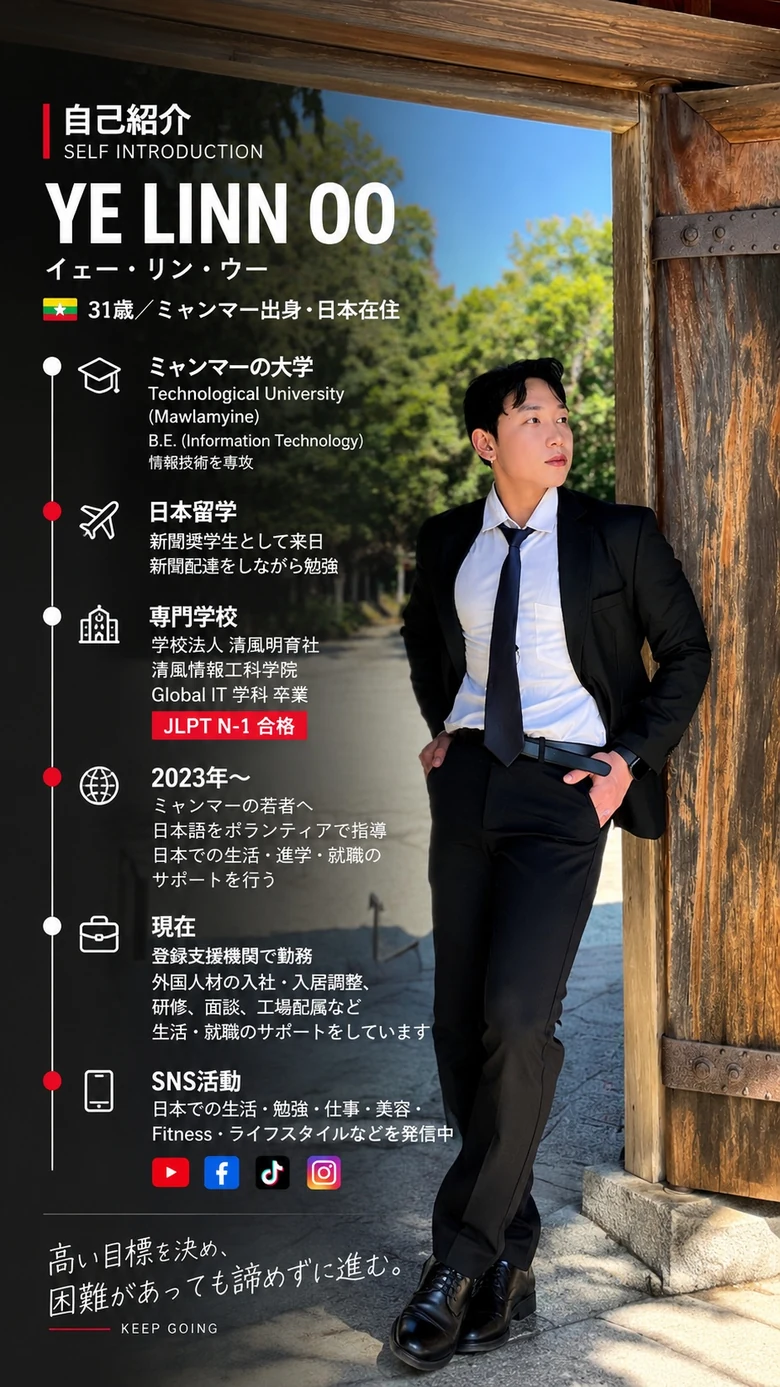 自己紹介
SELF INTRODUCTION
YE LINN OO
イェー・リン・ウー
31歳／ミャンマー出身・日本在住
ミャンマーの大学
Technological University
(Mawlamyine)
B.E. (Information Technology)
情報技術を専攻
日本留学
新聞奨学生として来日
新聞配達をしながら勉強
専門学校
学校法人 清風明育社
清風情報工科学院
Global IT 学科 卒業
JLPT N-1 合格
2023年～
ミャンマーの若者へ
日本語をボランティアで指導
日本での生活・進学・就職の
サポートを行う
現在
登録支援機関で勤務
外国人材の入社・入居調整、
研修、面談、工場配属など
生活・就職のサポートをしています
SNS活動
日本での生活・勉強・仕事・美容・
Fitness・ライフスタイルなどを発信中
高い目標を決め、
困難があっても諦めずに進む。
KEEP GOING